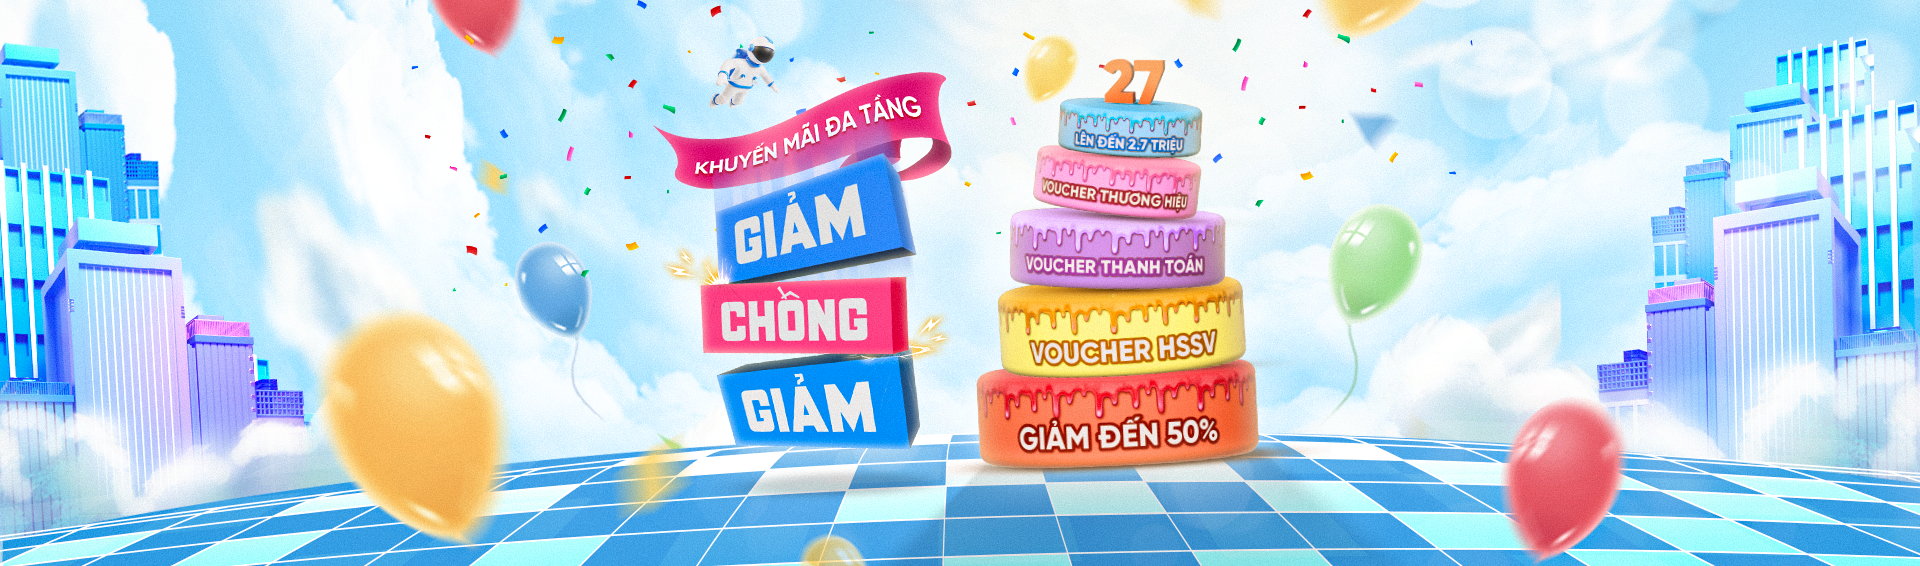 KHUYẾN MÃI ĐA TẦNG
GIẢM
CHỒNG
GIẢM
27
LÊN ĐẾN 2.7 TRIỆU
VOUCHER THƯƠNG HIỆU
VOUCHER THANH TOÁN
VOUCHER HSSV
GIẢM ĐẾN 50%